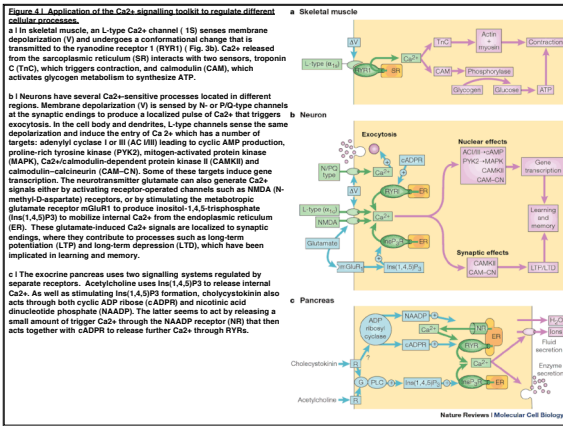 Figure 4 | Application of the Ca2+ signalling toolkit to regulate different
cellular processes.
a | In skeletal muscle, an L-type Ca2+ channel ( 1S) senses membrane
depolarization (V) and undergoes a conformational change that is
transmitted to the ryanodine receptor 1 (RYR1) ( Fig. 3b). Ca2+ released
from the sarcoplasmic reticulum (SR) interacts with two sensors, troponin
C (TnC), which triggers contraction, and calmodulin (CAM), which
activates glycogen metabolism to synthesize ATP.
b | Neurons have several Ca2+-sensitive processes located in different
regions. Membrane depolarization (V) is sensed by N- or P/Q-type channels
at the synaptic endings to produce a localized pulse of Ca2+ that triggers
exocytosis. In the cell body and dendrites, L-type channels sense the
same depolarization and induce the entry of Ca 2+ which has a number of
targets: adenylyl cyclase I or III (AC I/III) leading to cyclic AMP production,
proline-rich tyrosine kinase (PYK2), mitogen-activated protein kinase
(MAPK), Ca2+/calmodulin-dependent protein kinase II (CAMKII) and
calmodulin–calcineurin (CAM–CN). Some of these targets induce gene
transcription. The neurotransmitter glutamate can also generate Ca2+
signals either by activating receptor-operated channels such as NMDA (N-
methyl-D-aspartate) receptors, or by stimulating the metabotropic
glutamate receptor mGluR1 to produce inositol-1,4,5-trisphosphate
(Ins(1,4,5)P3) to mobilize internal Ca2+ from the endoplasmic reticulum
(ER). These glutamate-induced Ca2+ signals are localized to synaptic
endings, where they contribute to processes such as long-term
potentiation (LTP) and long-term depression (LTD), which have been
implicated in learning and memory.
c | The exocrine pancreas uses two signalling systems regulated by
separate receptors. Acetylcholine uses Ins(1,4,5)P3 to release internal
Ca2+. As well as stimulating Ins(1,4,5)P3 formation, cholecystokinin also
acts through both cyclic ADP ribose (cADPR) and nicotinic acid
dinucleotide phosphate (NAADP). The latter seems to act by releasing a
small amount of trigger Ca2+ through the NAADP receptor (NR) that then
acts together with cADPR to release further Ca2+ through RYRs.
a Skeletal muscle
ΔV
L-type (α1S)
RYR1
SR
Ca2+
TnC
Actin
+
myosin
Contraction
CAM
Phosphorylase
Glycogen
Glucose
ATP
b Neuron
Exocytosis
N/PQ
type
Ca2+
cADPR
RYR
ER
ΔV
L-type (α1D)
NMDA
Ca2+
Glutamate
mGluR1
Ins(1,4,5)P3
ER
Nuclear effects
ACI/III→cAMP
PYK2→MAPK
CAMKII
CAM–CN
Gene
transcription
Learning
and
memory
Synaptic effects
CAMKII
CAM–CN
LTP/LTD
c Pancreas
ADP
ribosyl
cyclase
NAADP
NR
Ca2+
RYR
ER
cADPR
Ca2+
?
Cholecystokinin
R
G
PLC
Ins(1,4,5)P3
ER
Acetylcholine
R
H2O
Ions
Fluid
secretion
Enzyme
secretion
Nature Reviews | Molecular Cell Biology